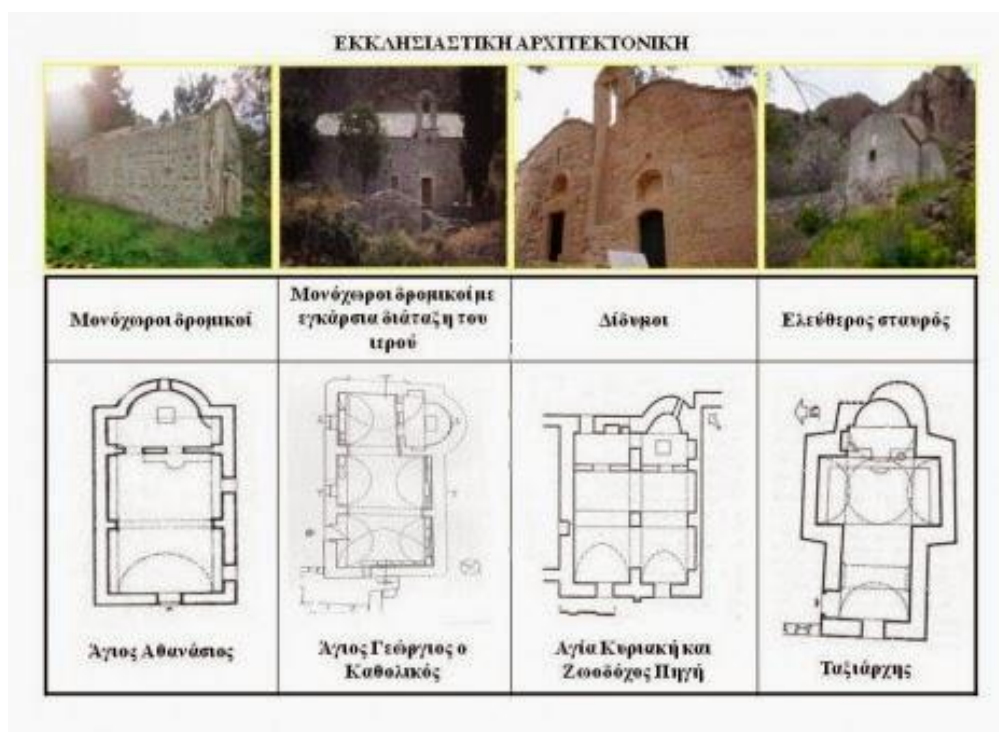 ΕΚΚΛΗΣΙΑΣΤΙΚΗ ΑΡΧΙΤΕΚΤΟΝΙΚΗ
Μονόχωροι δρομικοί
Μονόχωροι δρομικοί με
εγκάρσια διάταξη του
ιερού
Δίδυμοι
Ελεύθερος σταυρός
Άγιος Αθανάσιος
Άγιος Γεώργιος ο
Καθολικός
Αγία Κυριακή και
Ζωοδόχος Πηγή
Ταξιάρχης